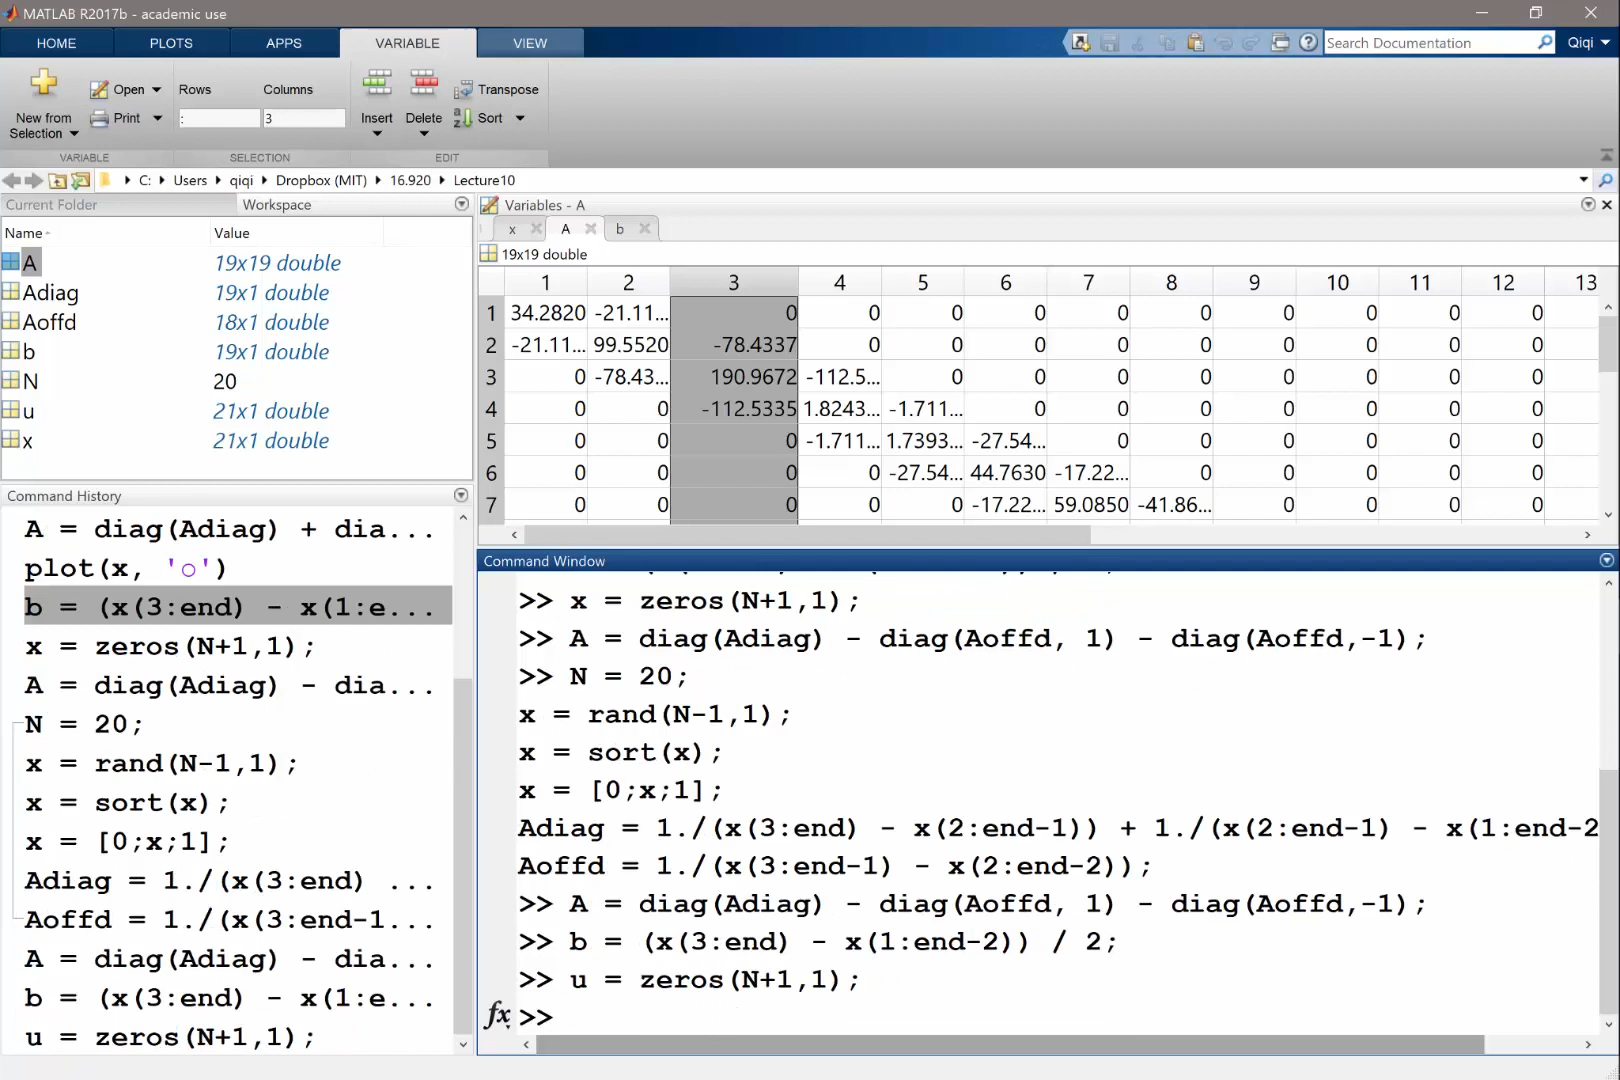 MATLAB R2017b - academic use
HOME PLOTS APPS VARIABLE VIEW Search Documentation Qiqi
New from Selection Open Print Rows : Columns 3 Insert Delete Transpose Sort
VARIABLE SELECTION EDIT
C: Users qiqi Dropbox (MIT) 16.920 Lecture10
Current Folder Workspace
Name Value
A 19x19 double
Adiag 19x1 double
Aoffd 18x1 double
b 19x1 double
N 20
u 21x1 double
x 21x1 double
Command History
A = diag(Adiag) + dia...
plot(x, 'o')
b = (x(3:end) - x(1:e...
x = zeros(N+1,1);
A = diag(Adiag) - dia...
N = 20;
x = rand(N-1,1);
x = sort(x);
x = [0;x;1];
Adiag = 1./(x(3:end) ...
Aoffd = 1./(x(3:end-1...
A = diag(Adiag) - dia...
b = (x(3:end) - x(1:e...
u = zeros(N+1,1);
Variables - A
x A b
19x19 double
1 2 3 4 5 6 7 8 9 10 11 12 13
1 34.2820 -21.11... 0 0 0 0 0 0 0 0 0 0
2 -21.11... 99.5520 -78.4337 0 0 0 0 0 0 0 0 0
3 0 -78.43... 190.9672 -112.5... 0 0 0 0 0 0 0 0
4 0 0 -112.5335 1.8243... -1.711... 0 0 0 0 0 0 0
5 0 0 0 -1.711... 1.7393... -27.54... 0 0 0 0 0 0
6 0 0 0 0 -27.54... 44.7630 -17.22... 0 0 0 0 0
7 0 0 0 0 0 -17.22... 59.0850 -41.86... 0 0 0 0
Command Window
>> x = zeros(N+1,1);
>> A = diag(Adiag) - diag(Aoffd, 1) - diag(Aoffd,-1);
>> N = 20;
x = rand(N-1,1);
x = sort(x);
x = [0;x;1];
Adiag = 1./(x(3:end) - x(2:end-1)) + 1./(x(2:end-1) - x(1:end-2
Aoffd = 1./(x(3:end-1) - x(2:end-2));
>> A = diag(Adiag) - diag(Aoffd, 1) - diag(Aoffd,-1);
>> b = (x(3:end) - x(1:end-2)) / 2;
>> u = zeros(N+1,1);
fx >>